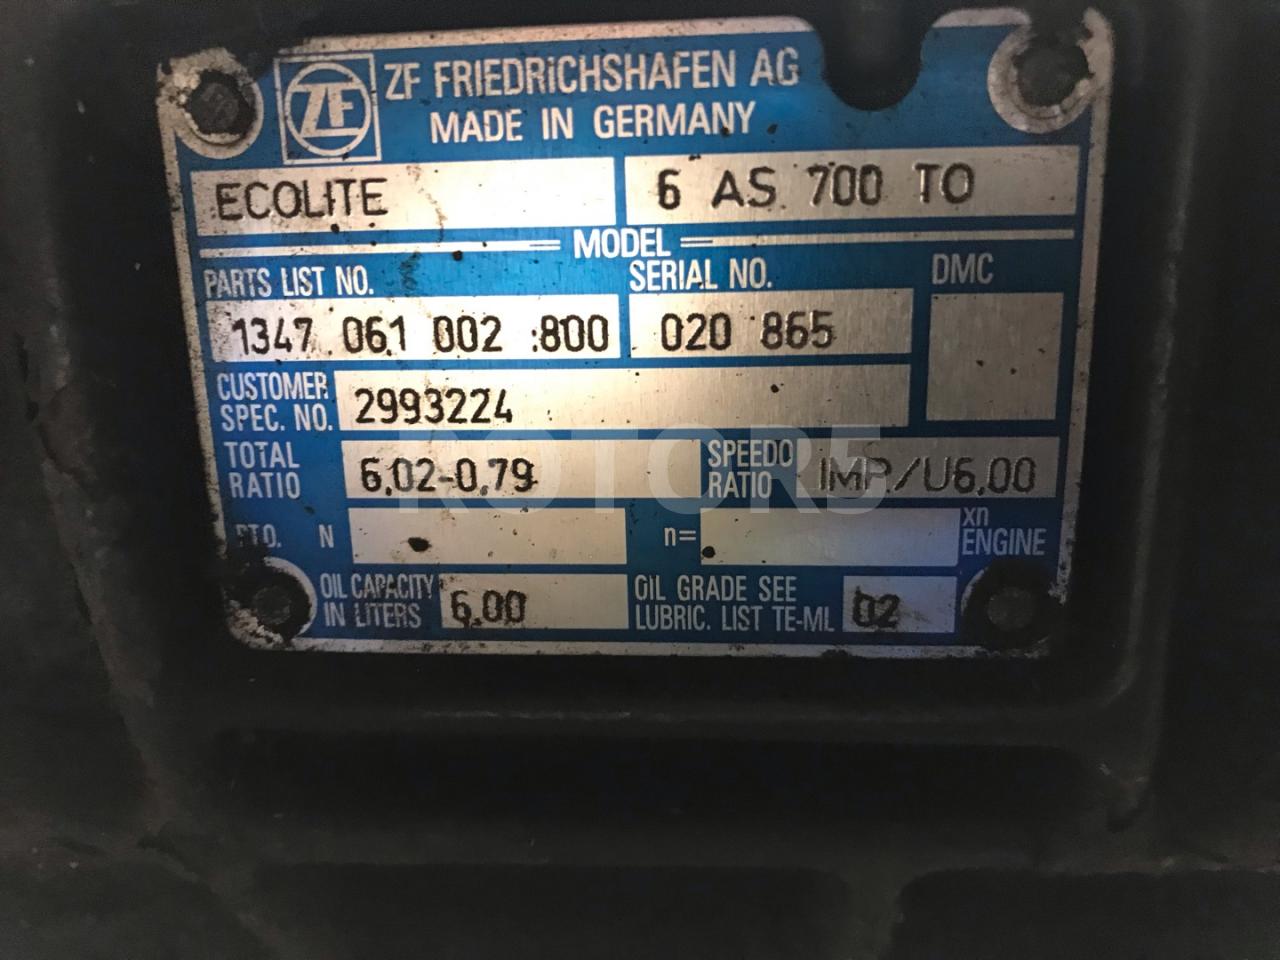 ZF FRIEDRICHSHAFEN AG
MADE IN GERMANY
ECOLITE 6 AS 700 TO
MODEL
PARTS LIST NO. SERIAL NO. DMC
1347 061 002 :800 020 865
CUSTOMER SPEC. NO. 2993224
TOTAL RATIO 6,02-0,79 SPEEDO RATIO IMP/U6,00
PTO. N n= xn ENGINE
OIL CAPACITY IN LITERS 6,00 OIL GRADE SEE LUBRIC. LIST TE-ML 02
ROTOR5
ZF